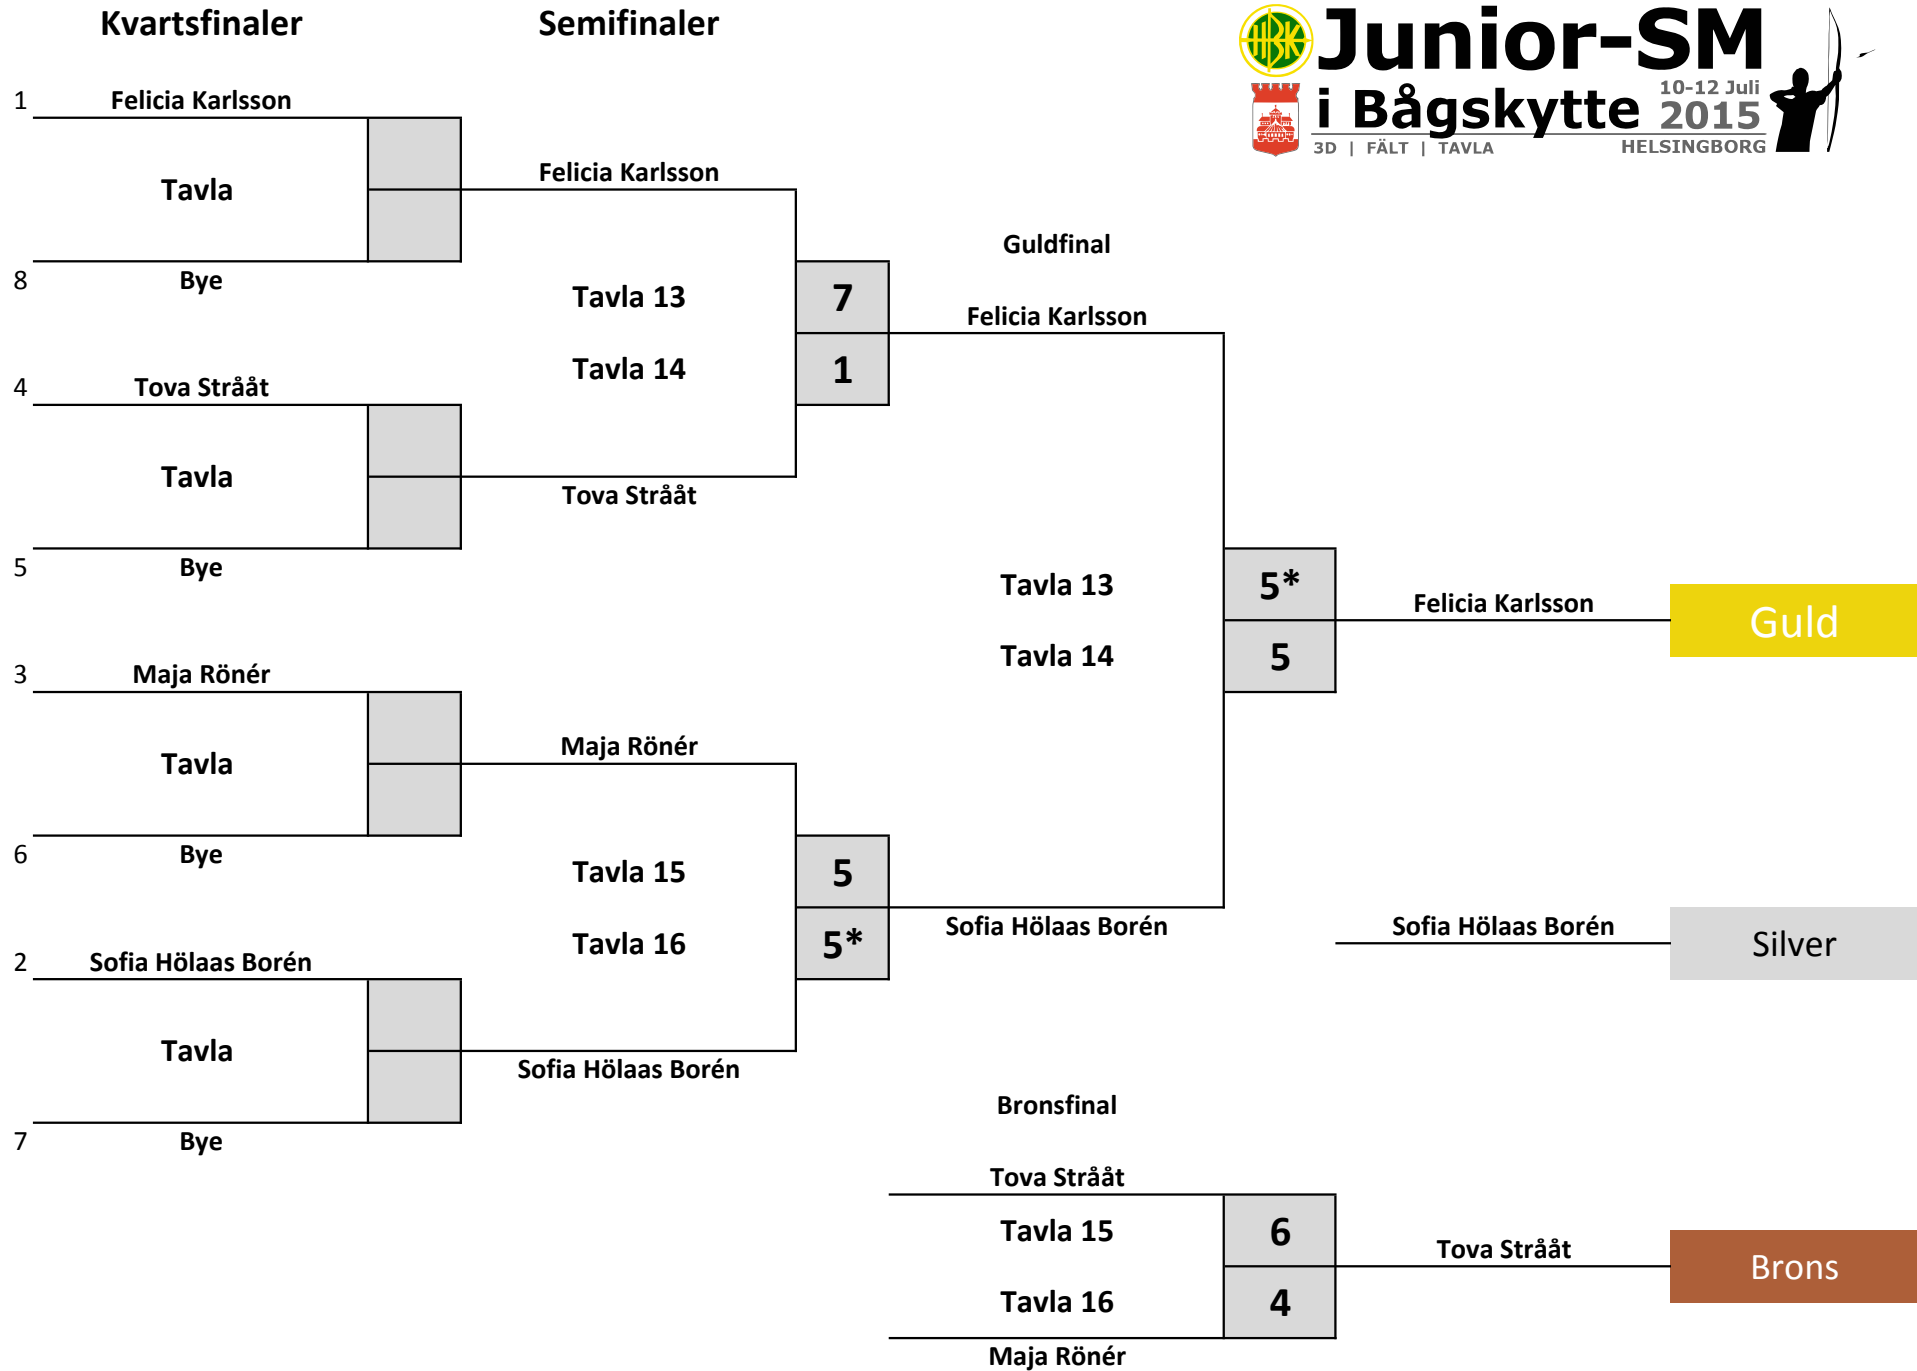 Kvartsfinaler
Semifinaler
HBK
Junior-SM
i Bågskytte
10-12 Juli
2015
3D | FÄLT | TAVLA
HELSINGBORG
1
Felicia Karlsson
Tavla
8
Bye
4
Tova Strååt
Tavla
5
Bye
3
Maja Rönér
Tavla
6
Bye
2
Sofia Hölaas Borén
Tavla
7
Bye
Felicia Karlsson
Tavla 13
7
Tavla 14
1
Tova Strååt
Maja Rönér
Tavla 15
5
Tavla 16
5*
Sofia Hölaas Borén
Guldfinal
Felicia Karlsson
Tavla 13
5*
Tavla 14
5
Sofia Hölaas Borén
Felicia Karlsson
Guld
Sofia Hölaas Borén
Silver
Bronsfinal
Tova Strååt
Tavla 15
6
Tavla 16
4
Maja Rönér
Tova Strååt
Brons